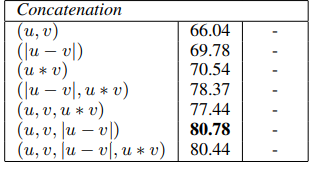 Concatenation
(u, v) 66.04 -
(|u − v|) 69.78 -
(u ∗ v) 70.54 -
(|u − v|, u ∗ v) 78.37 -
(u, v, u ∗ v) 77.44 -
(u, v, |u − v|) 80.78 -
(u, v, |u − v|, u ∗ v) 80.44 -